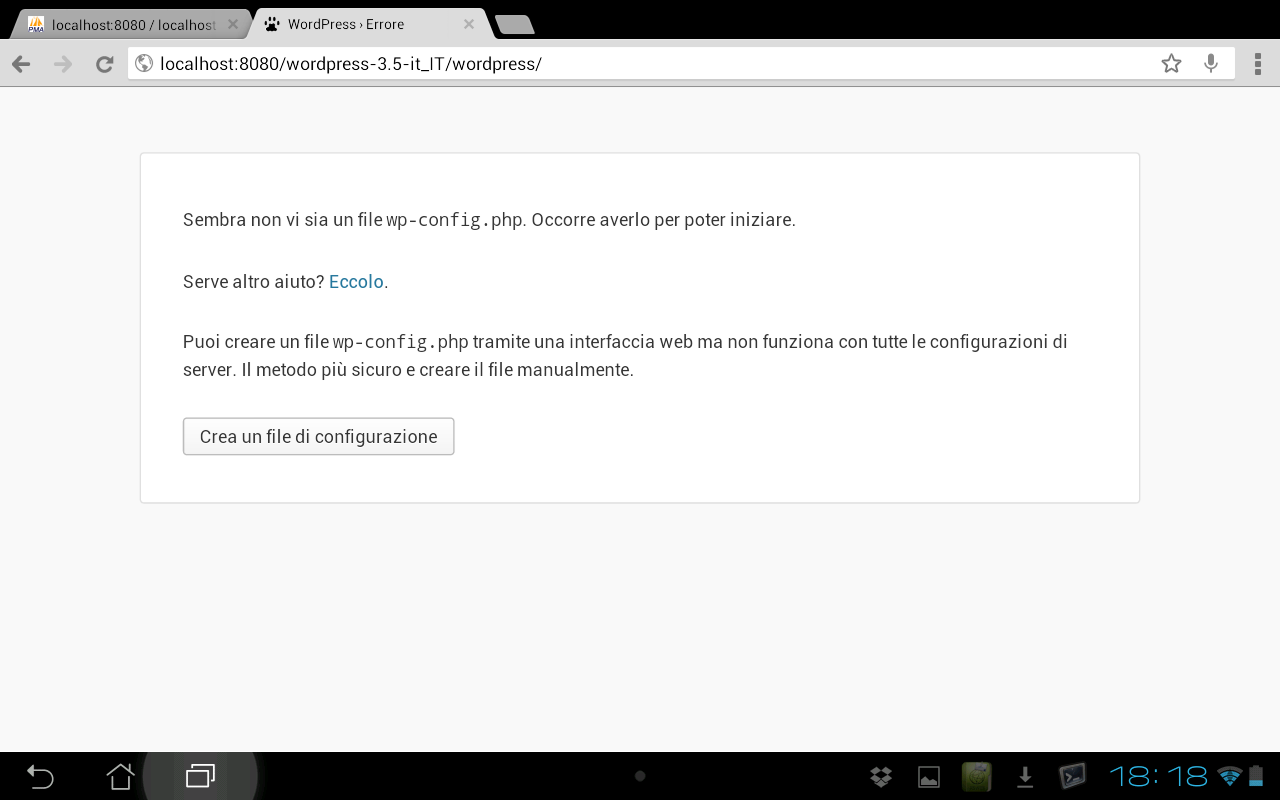 localhost:8080 / localhost
WordPress › Errore
localhost:8080/wordpress-3.5-it_IT/wordpress/
Sembra non vi sia un file wp-config.php. Occorre averlo per poter iniziare.
Serve altro aiuto? Eccolo.
Puoi creare un file wp-config.php tramite una interfaccia web ma non funziona con tutte le configurazioni di
server. Il metodo più sicuro e creare il file manualmente.
Crea un file di configurazione
18:18